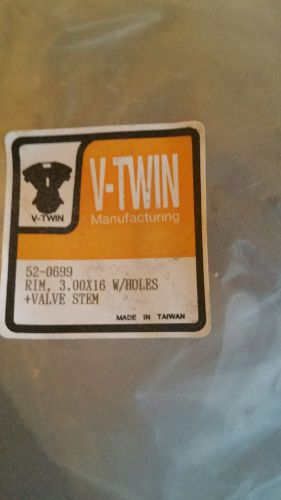 V-TWIN
V-TWIN
Manufacturing
52-0699
RIM, 3.00X16 W/HOLES
+VALVE STEM
MADE IN TAIWAN